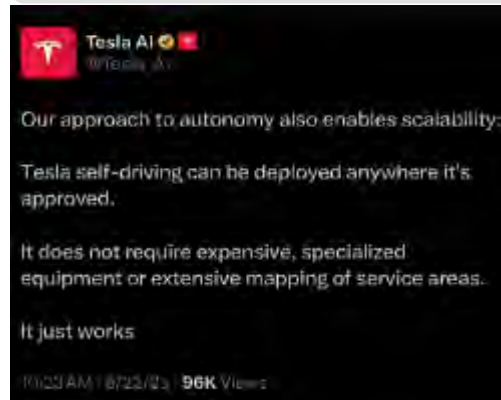 Tesla AI
@Tesla_AI
Our approach to autonomy also enables scalability:
Tesla self-driving can be deployed anywhere it's
approved.
It does not require expensive, specialized
equipment or extensive mapping of service areas.
It just works
96K Views